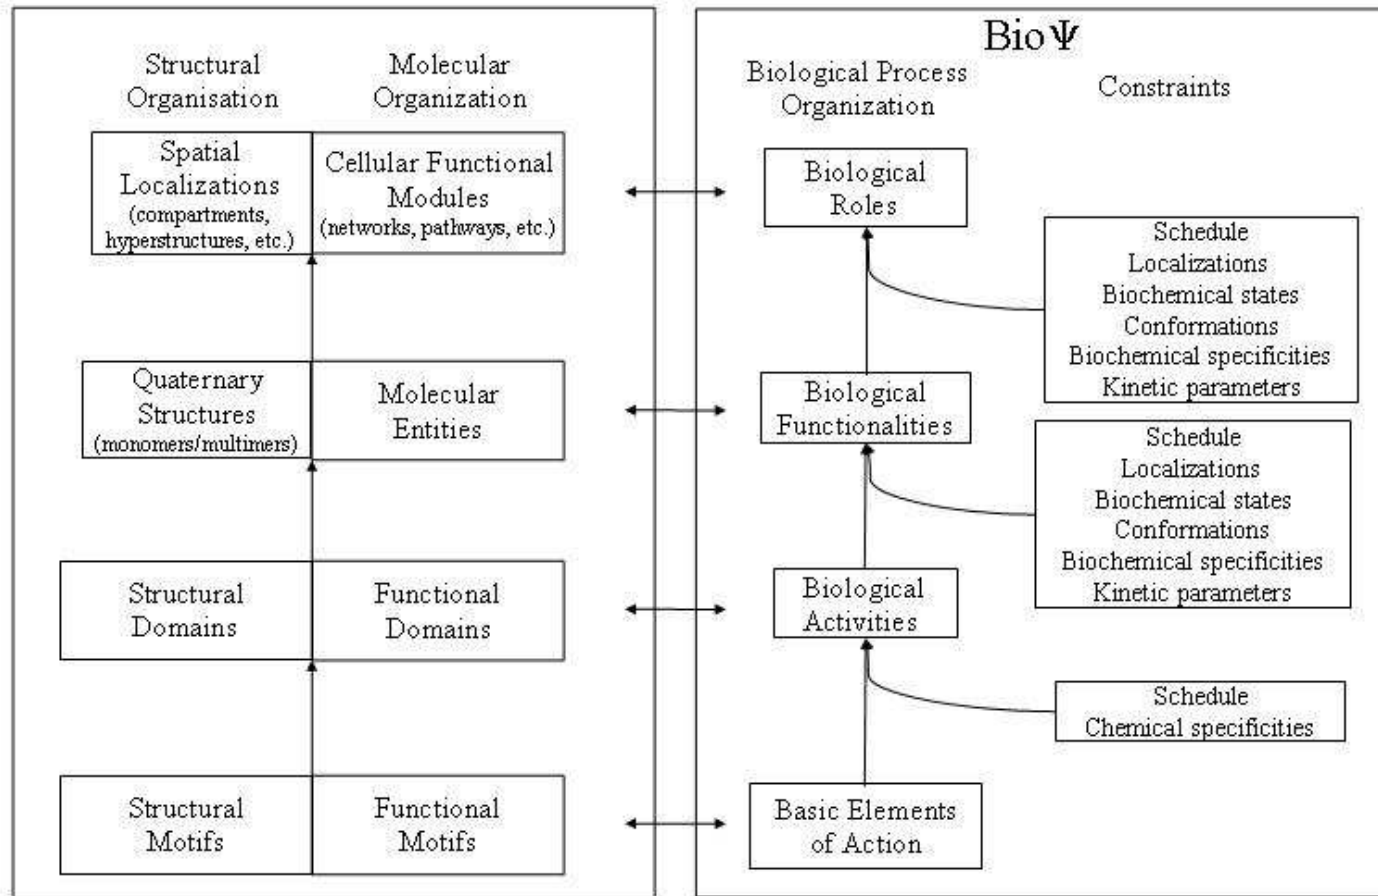 Structural
Organisation
Molecular
Organization
Spatial
Localizations
(compartments,
hyperstructures, etc.)
Cellular Functional
Modules
(networks, pathways, etc.)
Quaternary
Structures
(monomers/multimers)
Molecular
Entities
Structural
Domains
Functional
Domains
Structural
Motifs
Functional
Motifs
BioΨ
Biological Process
Organization
Constraints
Biological
Roles
Schedule
Localizations
Biochemical states
Conformations
Biochemical specificities
Kinetic parameters
Biological
Functionalities
Schedule
Localizations
Biochemical states
Conformations
Biochemical specificities
Kinetic parameters
Biological
Activities
Schedule
Chemical specificities
Basic Elements
of Action